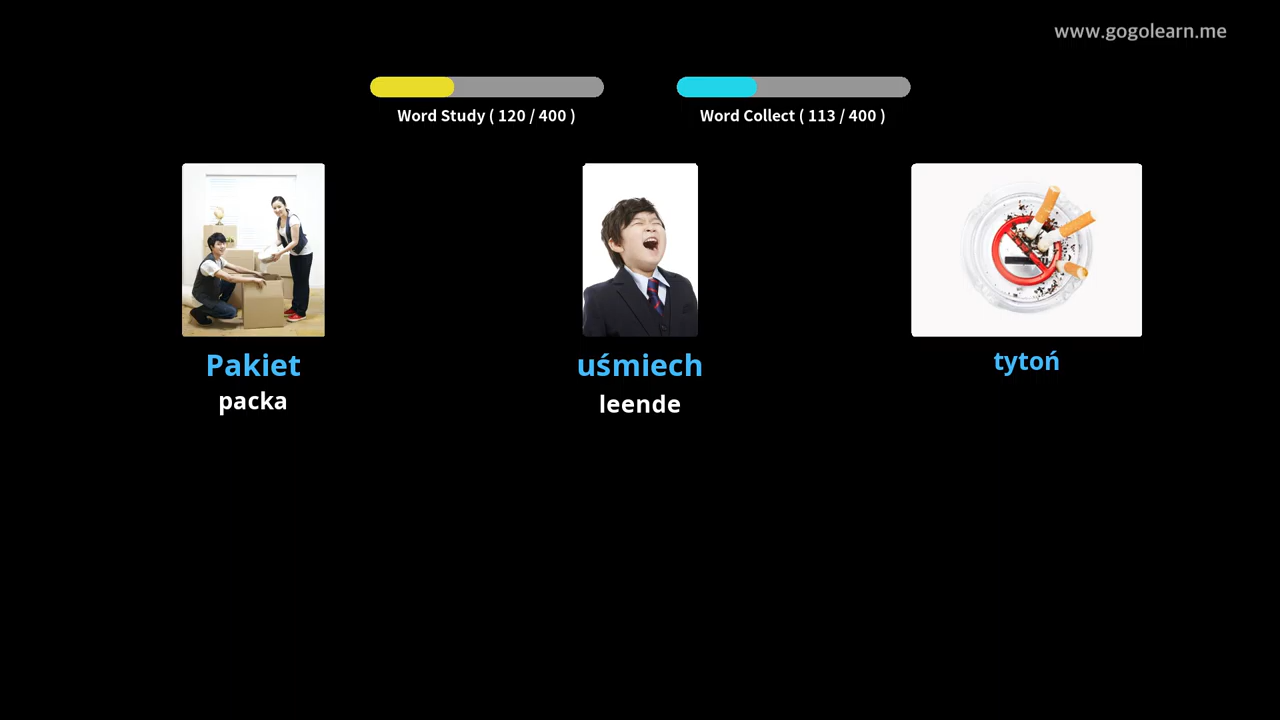 www.gogolearn.me
Word Study ( 120 / 400 )
Word Collect ( 113 / 400 )
Pakiet
packa
uśmiech
leende
tytoń